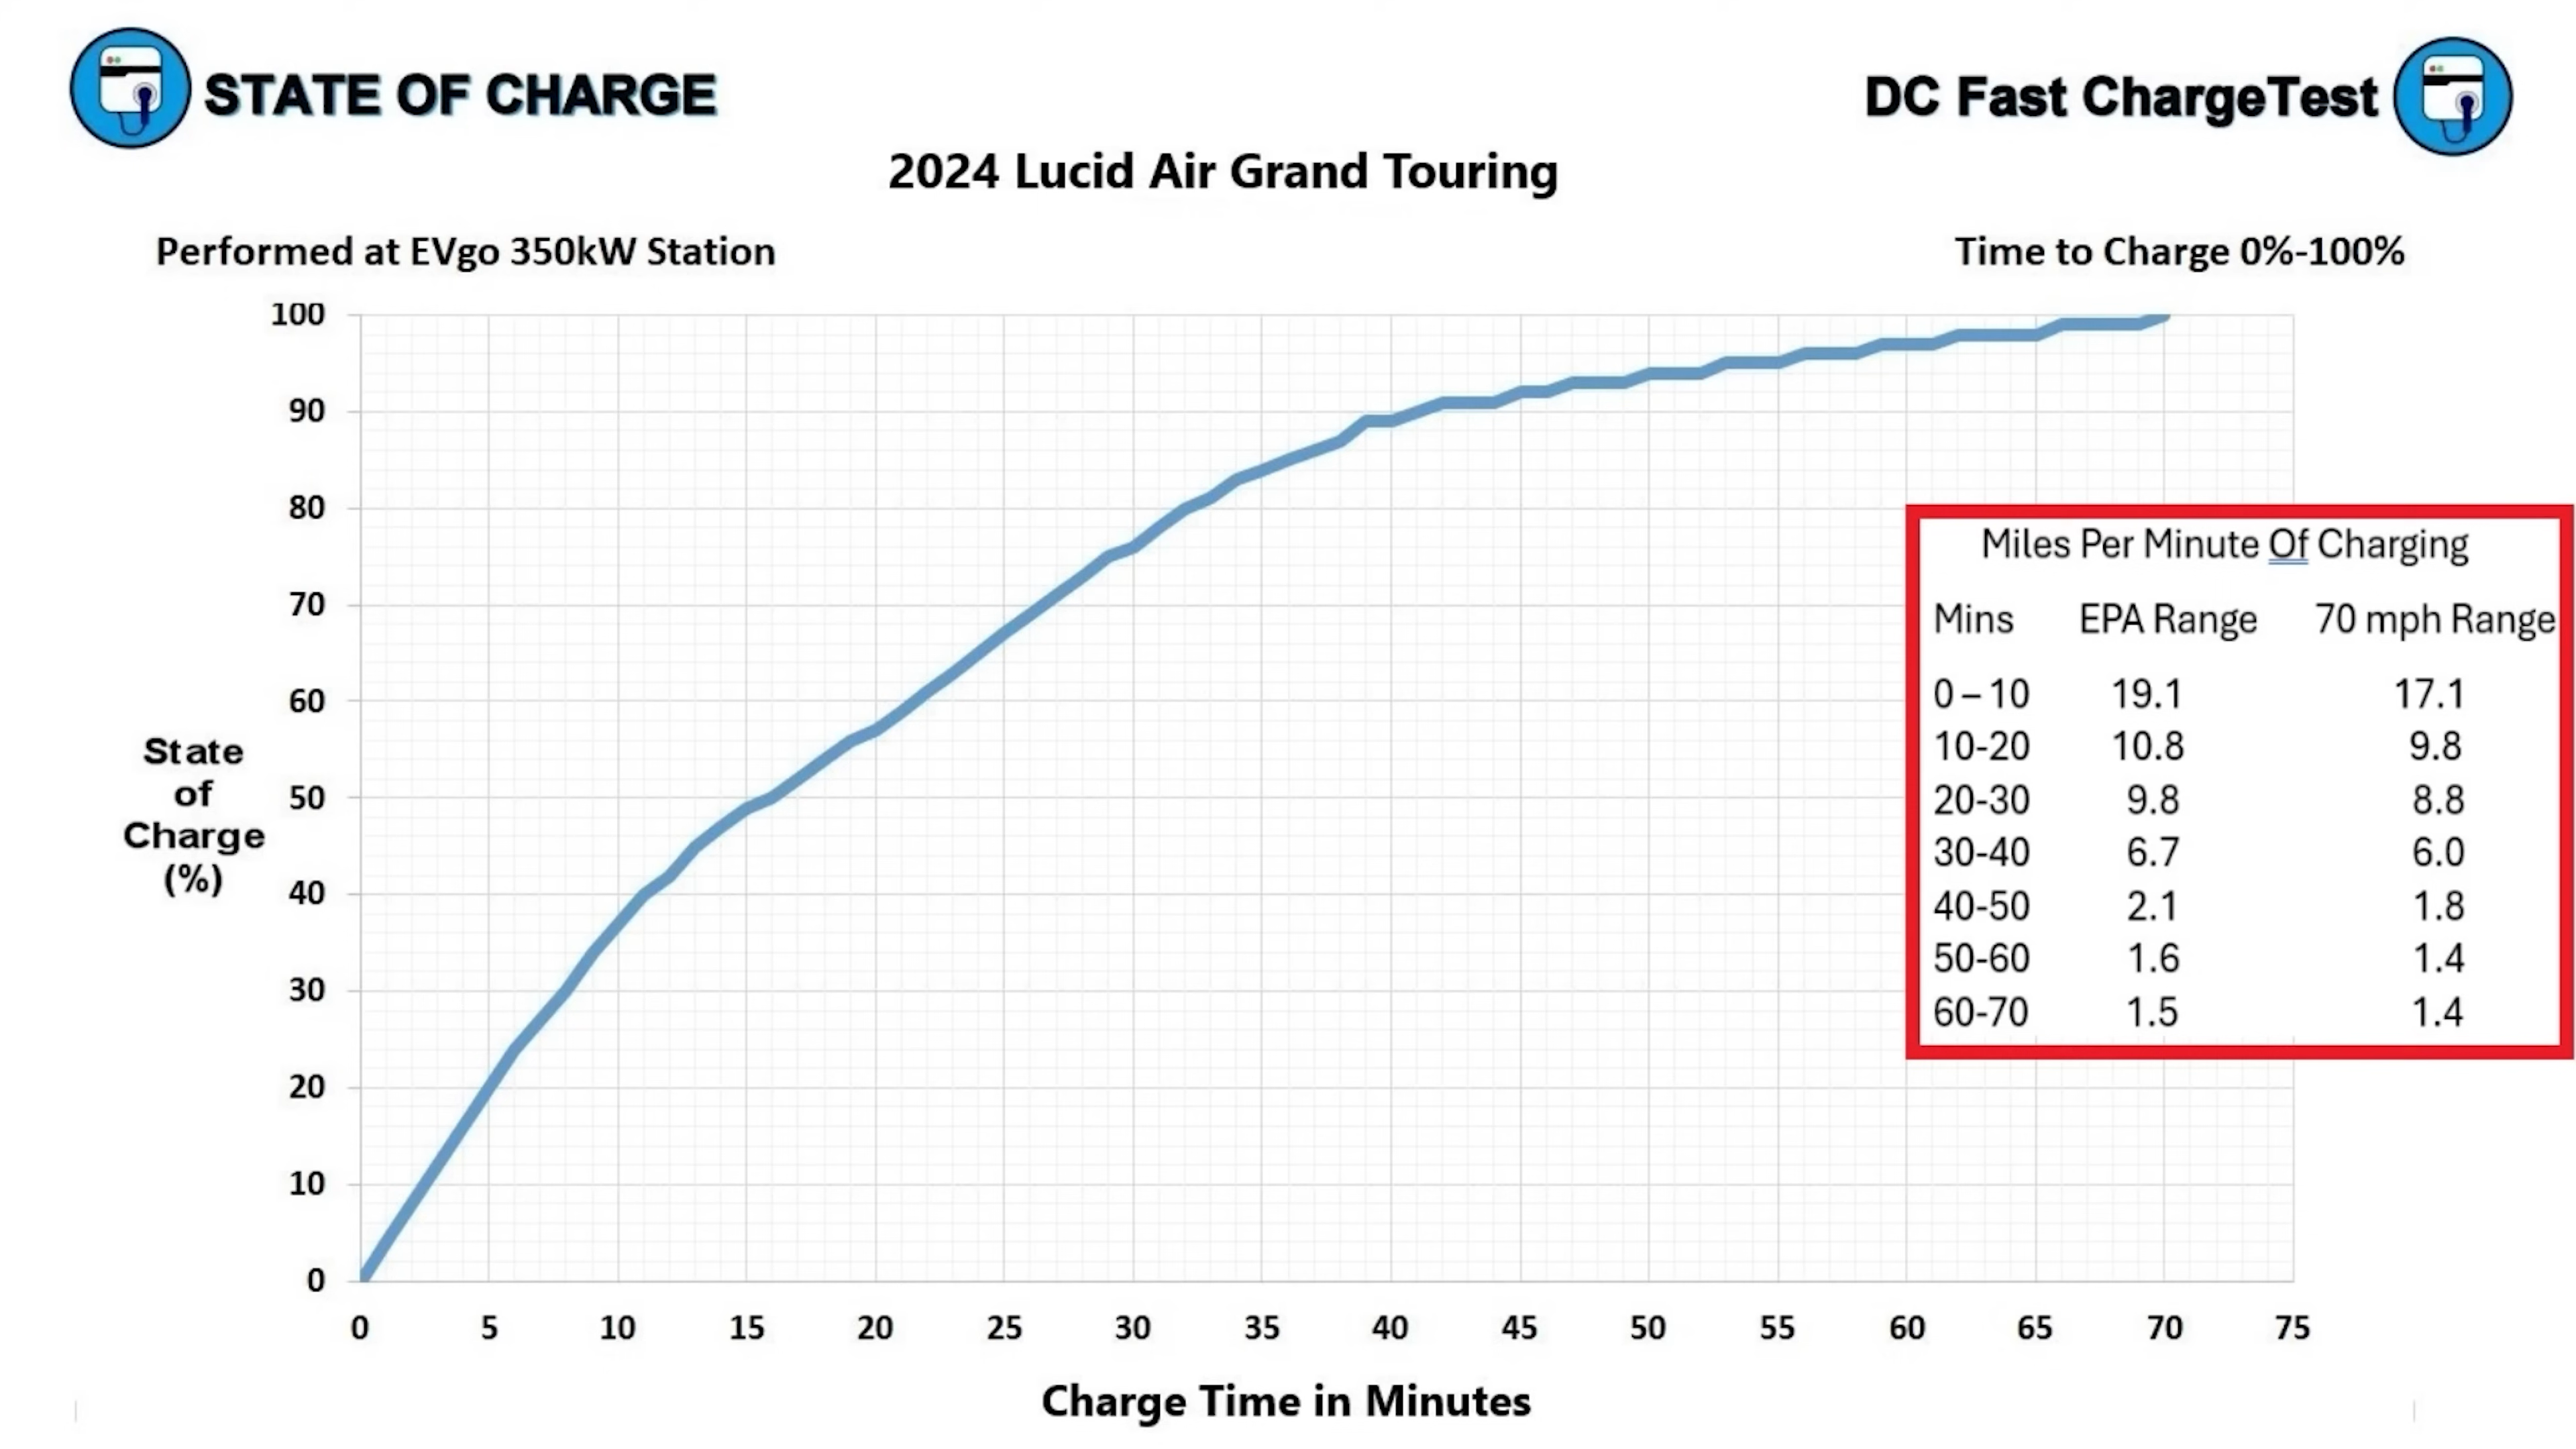 STATE OF CHARGE
DC Fast ChargeTest
2024 Lucid Air Grand Touring
Performed at EVgo 350kW Station
Time to Charge 0%-100%
100
90
80
70
60
50
40
30
20
10
0
State
of
Charge
(%)
Miles Per Minute Of Charging
Mins EPA Range 70 mph Range
0 – 10 19.1 17.1
10-20 10.8 9.8
20-30 9.8 8.8
30-40 6.7 6.0
40-50 2.1 1.8
50-60 1.6 1.4
60-70 1.5 1.4
0 5 10 15 20 25 30 35 40 45 50 55 60 65 70 75
Charge Time in Minutes